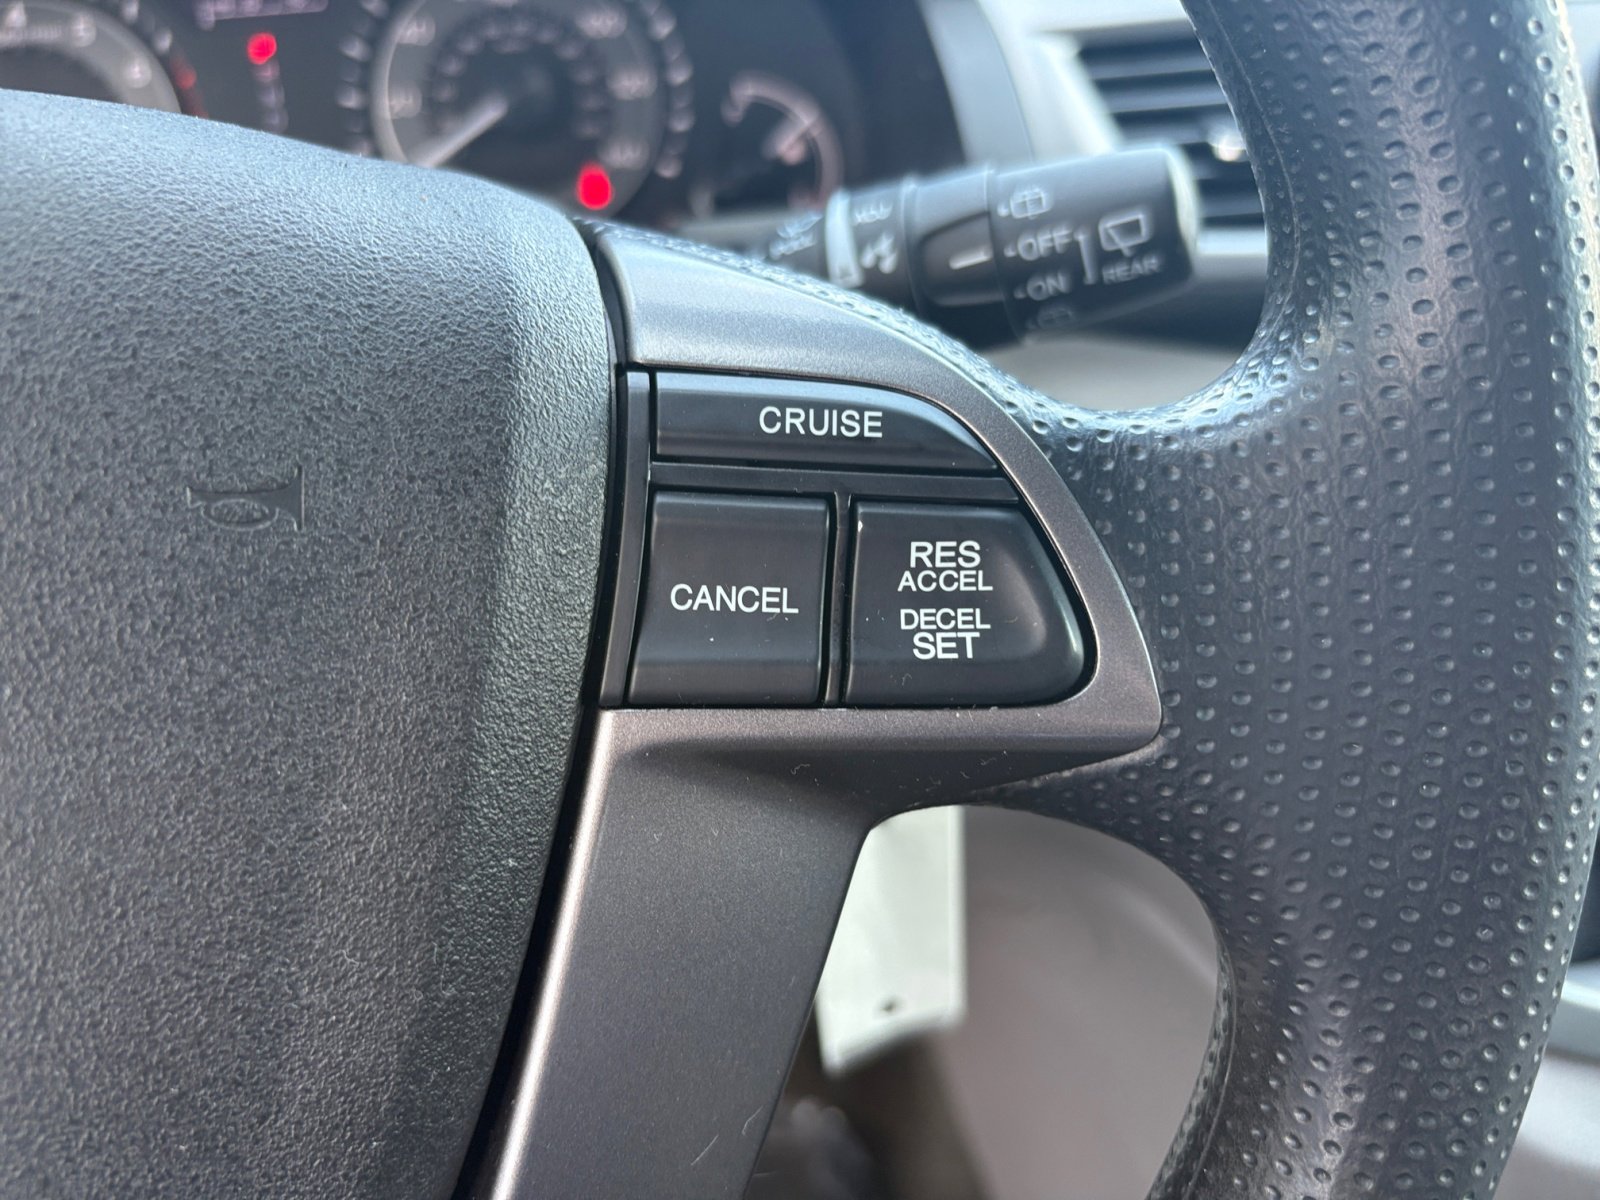 OFF
ON
REAR
CRUISE
CANCEL
RES
ACCEL
DECEL
SET